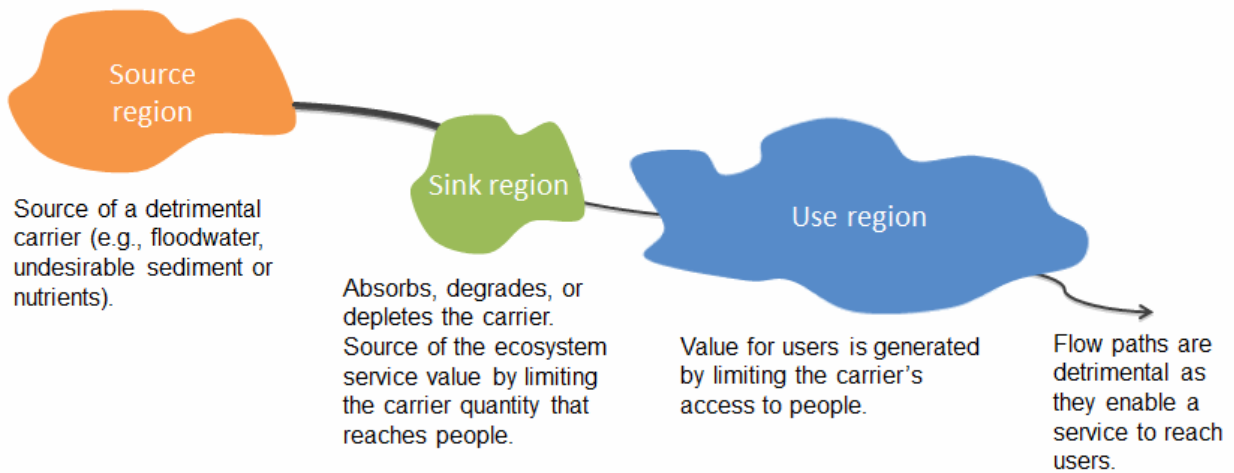 Source
region
Sink region
Use region
Source of a detrimental
carrier (e.g., floodwater,
undesirable sediment or
nutrients).
Absorbs, degrades, or
depletes the carrier.
Source of the ecosystem
service value by limiting
the carrier quantity that
reaches people.
Value for users is generated
by limiting the carrier's
access to people.
Flow paths are
detrimental as
they enable a
service to reach
users.